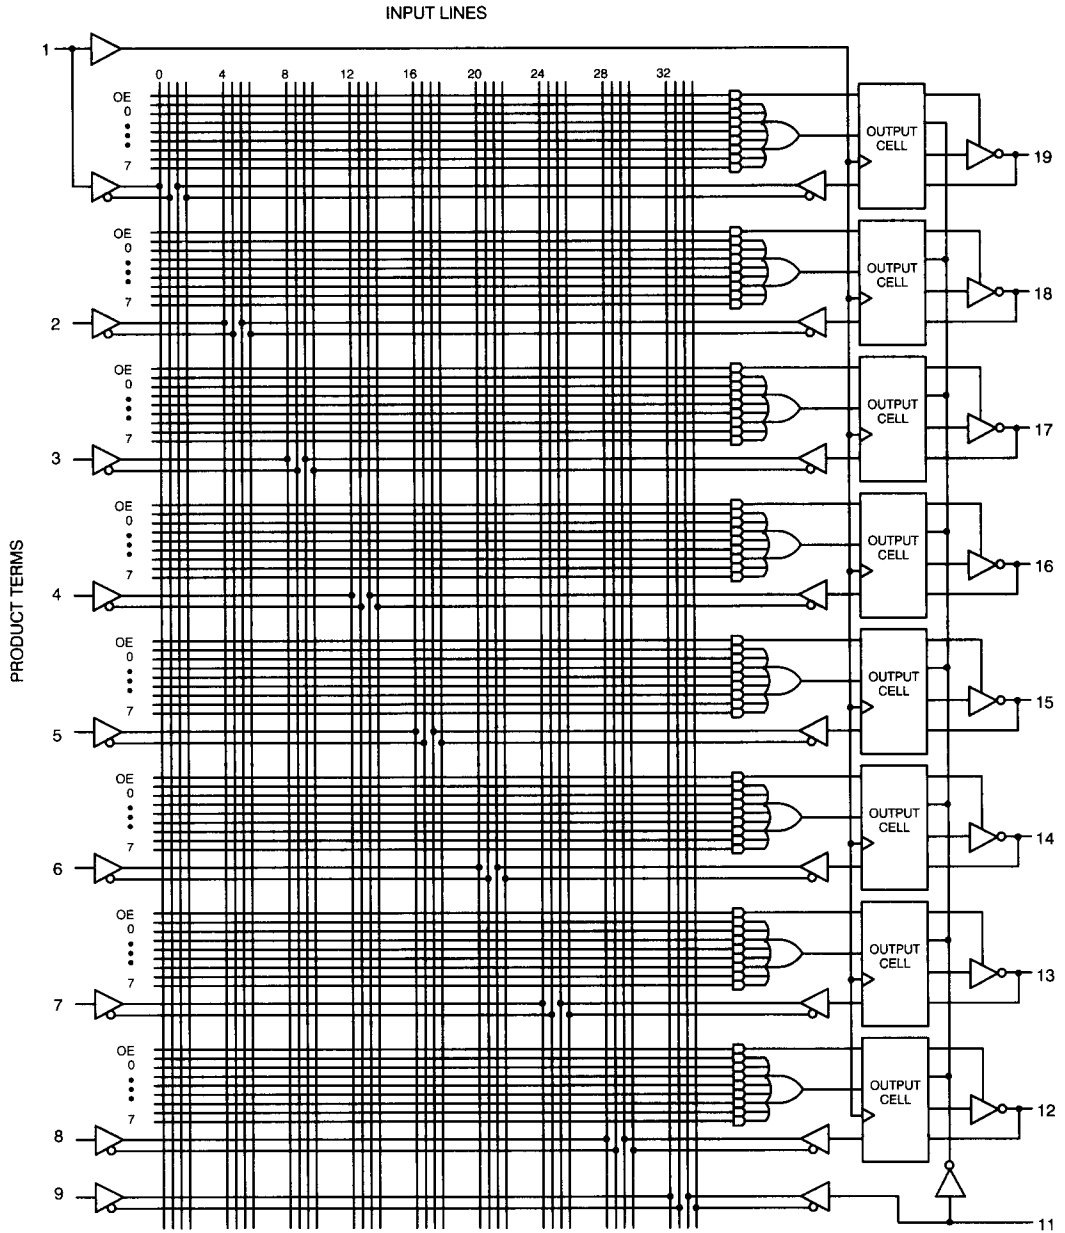 INPUT LINES
1
0 4 8 12 16 20 24 28 32
OE
0
7
OUTPUT
CELL
19
OE
0
7
OUTPUT
CELL
18
2
OE
0
7
OUTPUT
CELL
17
3
OE
0
7
OUTPUT
CELL
16
PRODUCT TERMS
4
OE
0
7
OUTPUT
CELL
15
5
OE
0
7
OUTPUT
CELL
14
6
OE
0
7
OUTPUT
CELL
13
7
OE
0
7
OUTPUT
CELL
12
8
9
11